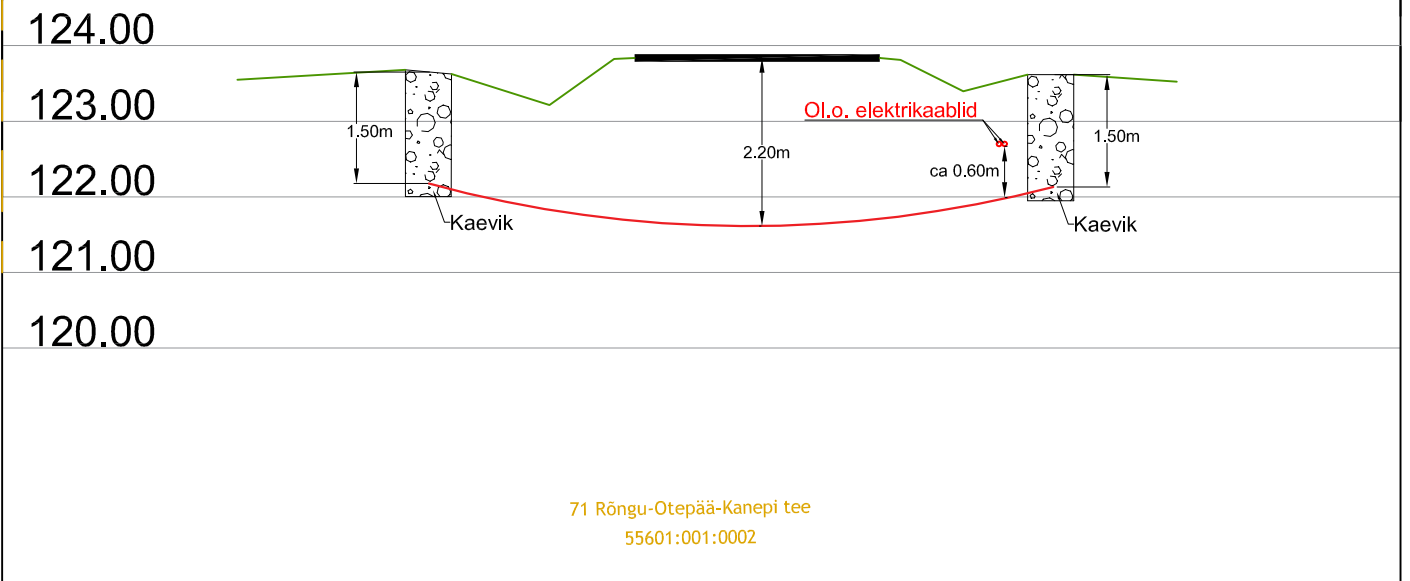 124.00
123.00
Ol.o. elektrikaablid
1.50m
1.50m
2.20m
ca 0.60m
122.00
Kaevik
Kaevik
121.00
120.00
71 Rõngu-Otepää-Kanepi tee
55601:001:0002